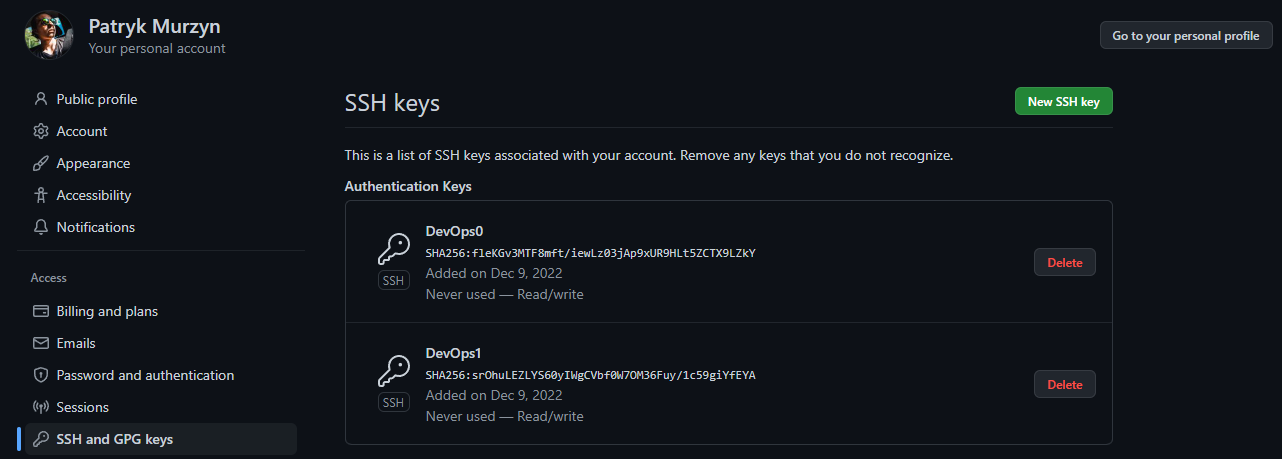 Patryk Murzyn
Your personal account
Go to your personal profile
Public profile
Account
Appearance
Accessibility
Notifications
Access
Billing and plans
Emails
Password and authentication
Sessions
SSH and GPG keys
SSH keys
New SSH key
This is a list of SSH keys associated with your account. Remove any keys that you do not recognize.
Authentication Keys
DevOps0
SHA256:fleKGv3MTF8mft/iewLz03jAp9xUR9HLt5ZCTX9LZkY
Added on Dec 9, 2022
Never used — Read/write
SSH
Delete
DevOps1
SHA256:srOhuLEZLYS60yIWgCVbf0W7OM36Fuy/1c59giYfEYA
Added on Dec 9, 2022
Never used — Read/write
SSH
Delete